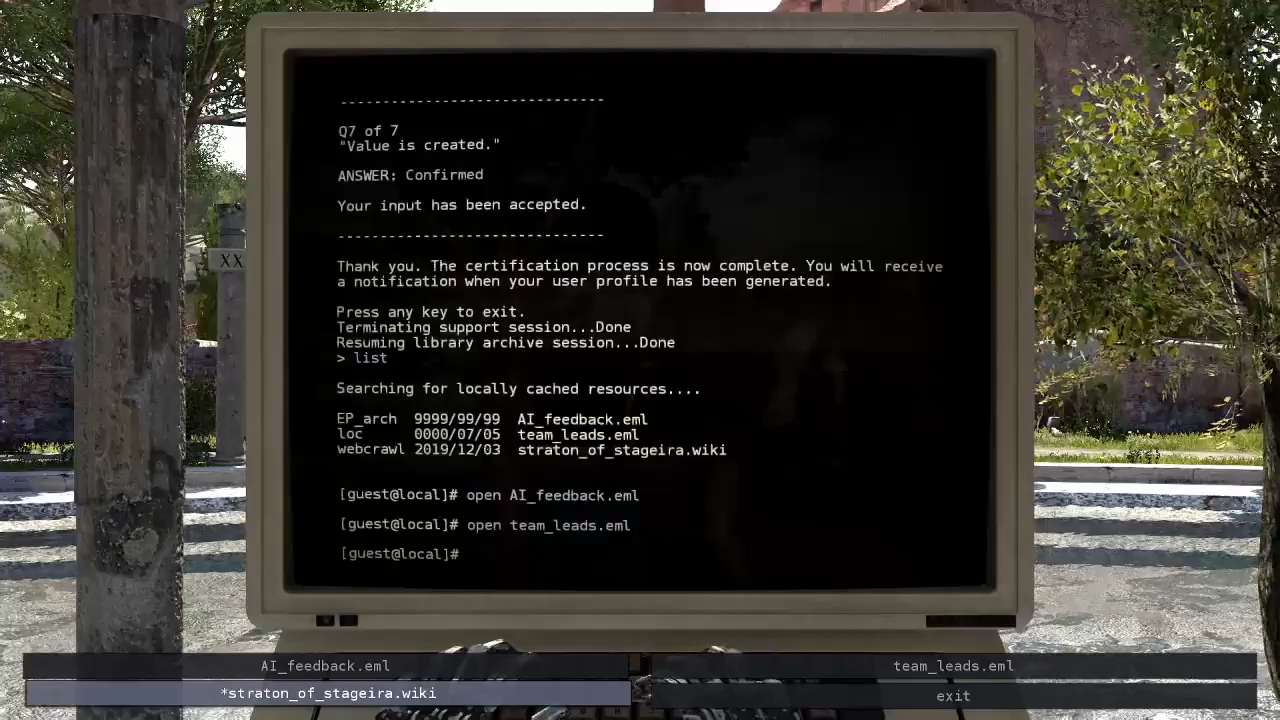 ------------------------------
Q7 of 7
"Value is created."
ANSWER: Confirmed
Your input has been accepted.
------------------------------
Thank you. The certification process is now complete. You will receive
a notification when your user profile has been generated.
Press any key to exit.
Terminating support session...Done
Resuming library archive session...Done
> list
Searching for locally cached resources....
EP_arch 9999/99/99 AI_feedback.eml
loc 0000/07/05 team_leads.eml
webcrawl 2019/12/03 straton_of_stageira.wiki
[guest@local]# open AI_feedback.eml
[guest@local]# open team_leads.eml
[guest@local]#
XX
AI_feedback.eml
team_leads.eml
*straton_of_stageira.wiki
exit